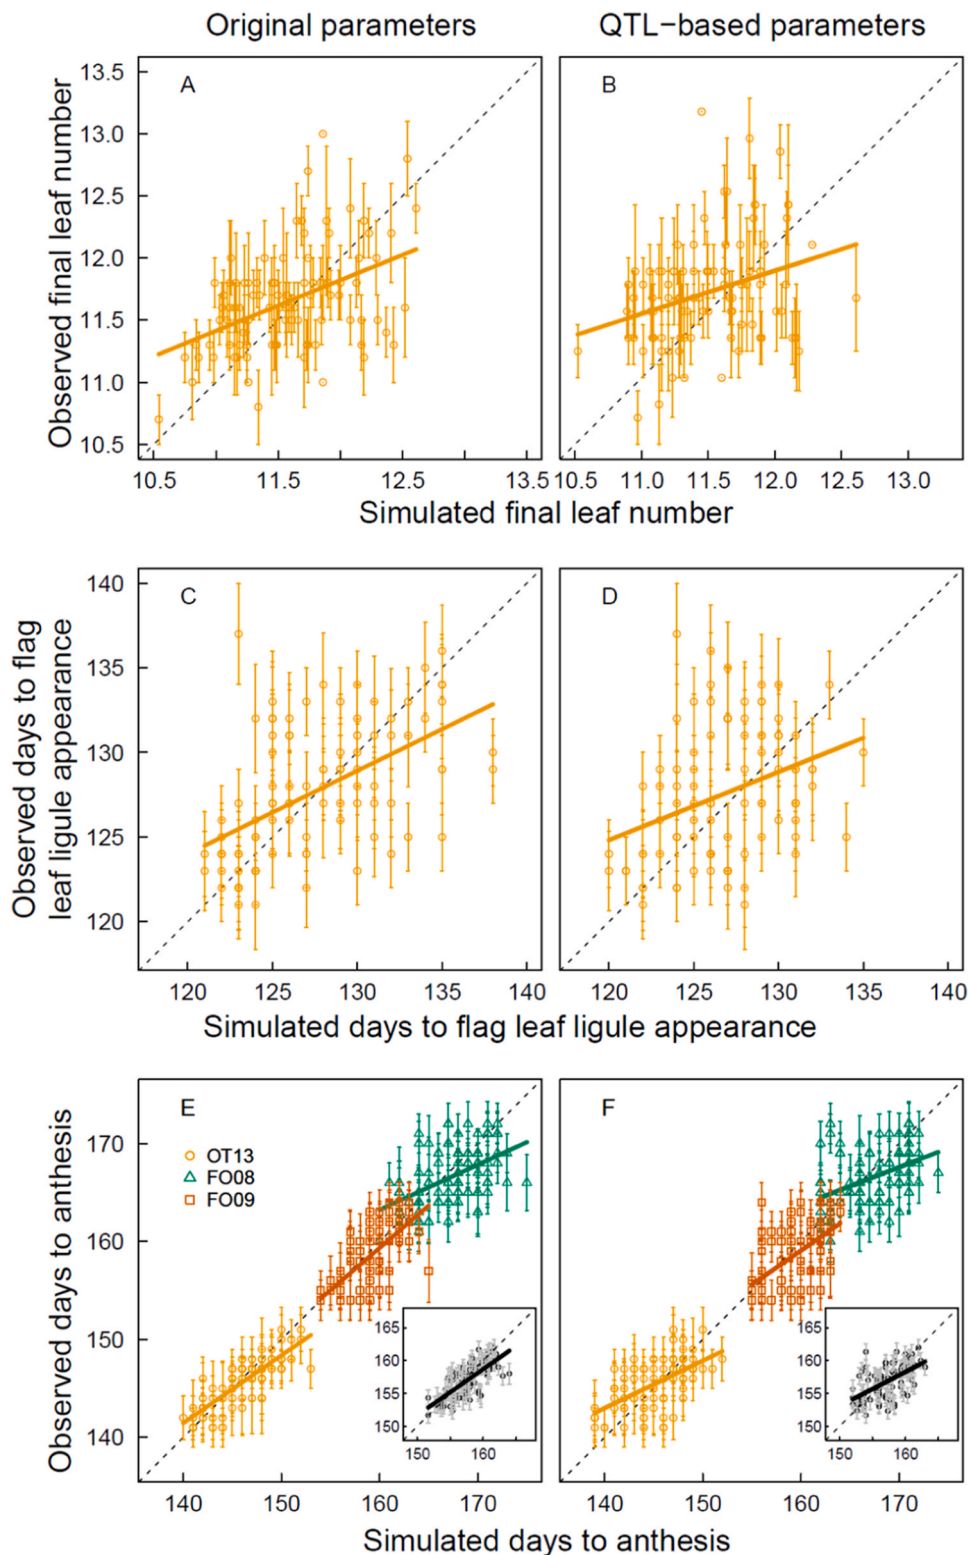 Original parameters
QTL−based parameters
A
B
13.5
13.0
12.5
12.0
11.5
11.0
10.5
Observed final leaf number
10.5 11.5 12.5 13.5
10.5 11.0 11.5 12.0 12.5 13.0
Simulated final leaf number
C
D
140
135
130
125
120
Observed days to flag
leaf ligule appearance
120 125 130 135 140
120 125 130 135 140
Simulated days to flag leaf ligule appearance
E
F
OT13
FO08
FO09
170
160
150
140
Observed days to anthesis
165
160
155
150
150 160
165
160
155
150
150 160
140 150 160 170
140 150 160 170
Simulated days to anthesis